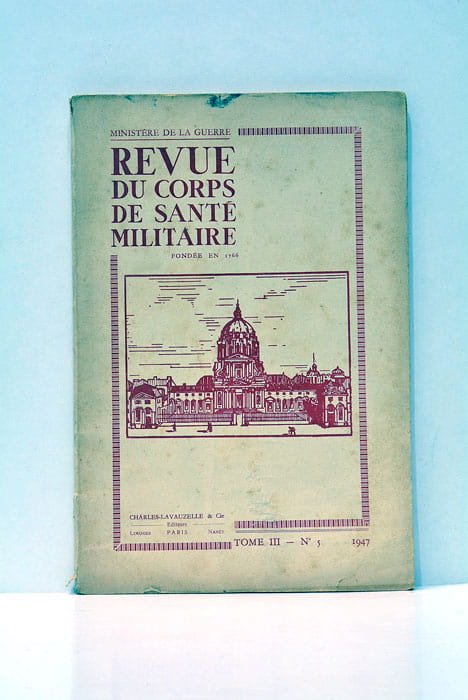 MINISTÈRE DE LA GUERRE
REVUE
DU CORPS
DE SANTÉ
MILITAIRE
FONDÉE EN 1766
CHARLES-LAVAUZELLE & Cie
Editeurs
LIMOGES PARIS NANCY
TOME III — N° 5 1947